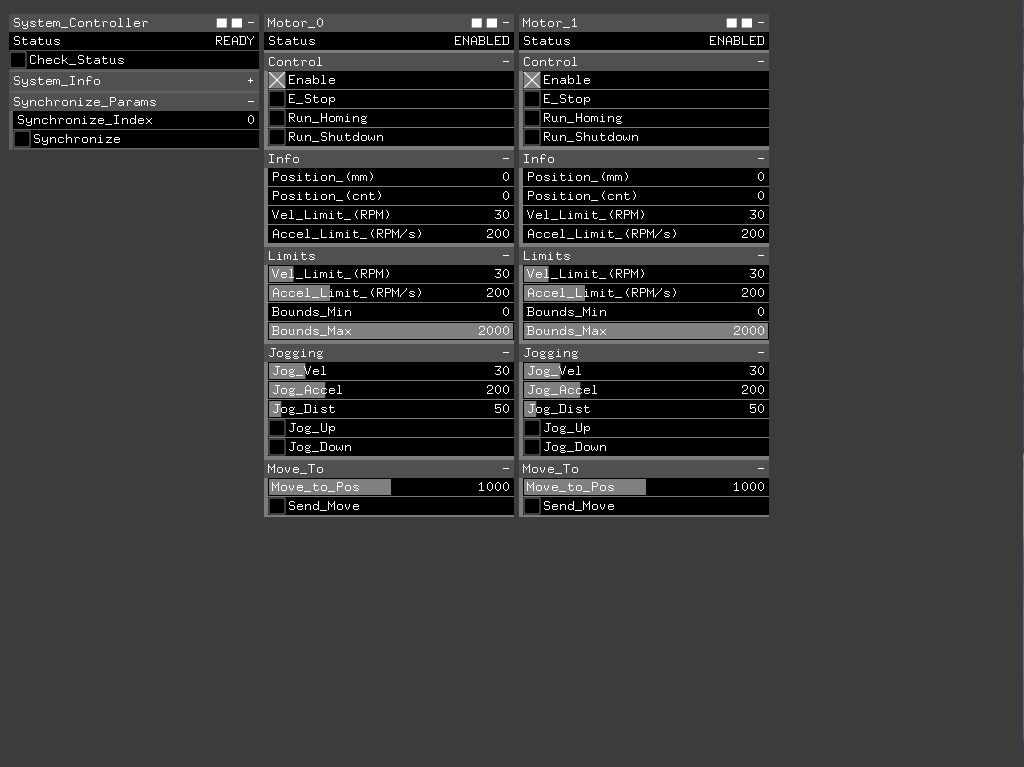 System_Controller -
Status READY
Check_Status
System_Info +
Synchronize_Params -
Synchronize_Index 0
Synchronize
Motor_0 -
Status ENABLED
Control -
Enable
E_Stop
Run_Homing
Run_Shutdown
Info -
Position_(mm) 0
Position_(cnt) 0
Vel_Limit_(RPM) 30
Accel_Limit_(RPM/s) 200
Limits -
Vel_Limit_(RPM) 30
Accel_Limit_(RPM/s) 200
Bounds_Min 0
Bounds_Max 2000
Jogging -
Jog_Vel 30
Jog_Accel 200
Jog_Dist 50
Jog_Up
Jog_Down
Move_To -
Move_to_Pos 1000
Send_Move
Motor_1 -
Status ENABLED
Control -
Enable
E_Stop
Run_Homing
Run_Shutdown
Info -
Position_(mm) 0
Position_(cnt) 0
Vel_Limit_(RPM) 30
Accel_Limit_(RPM/s) 200
Limits -
Vel_Limit_(RPM) 30
Accel_Limit_(RPM/s) 200
Bounds_Min 0
Bounds_Max 2000
Jogging -
Jog_Vel 30
Jog_Accel 200
Jog_Dist 50
Jog_Up
Jog_Down
Move_To -
Move_to_Pos 1000
Send_Move